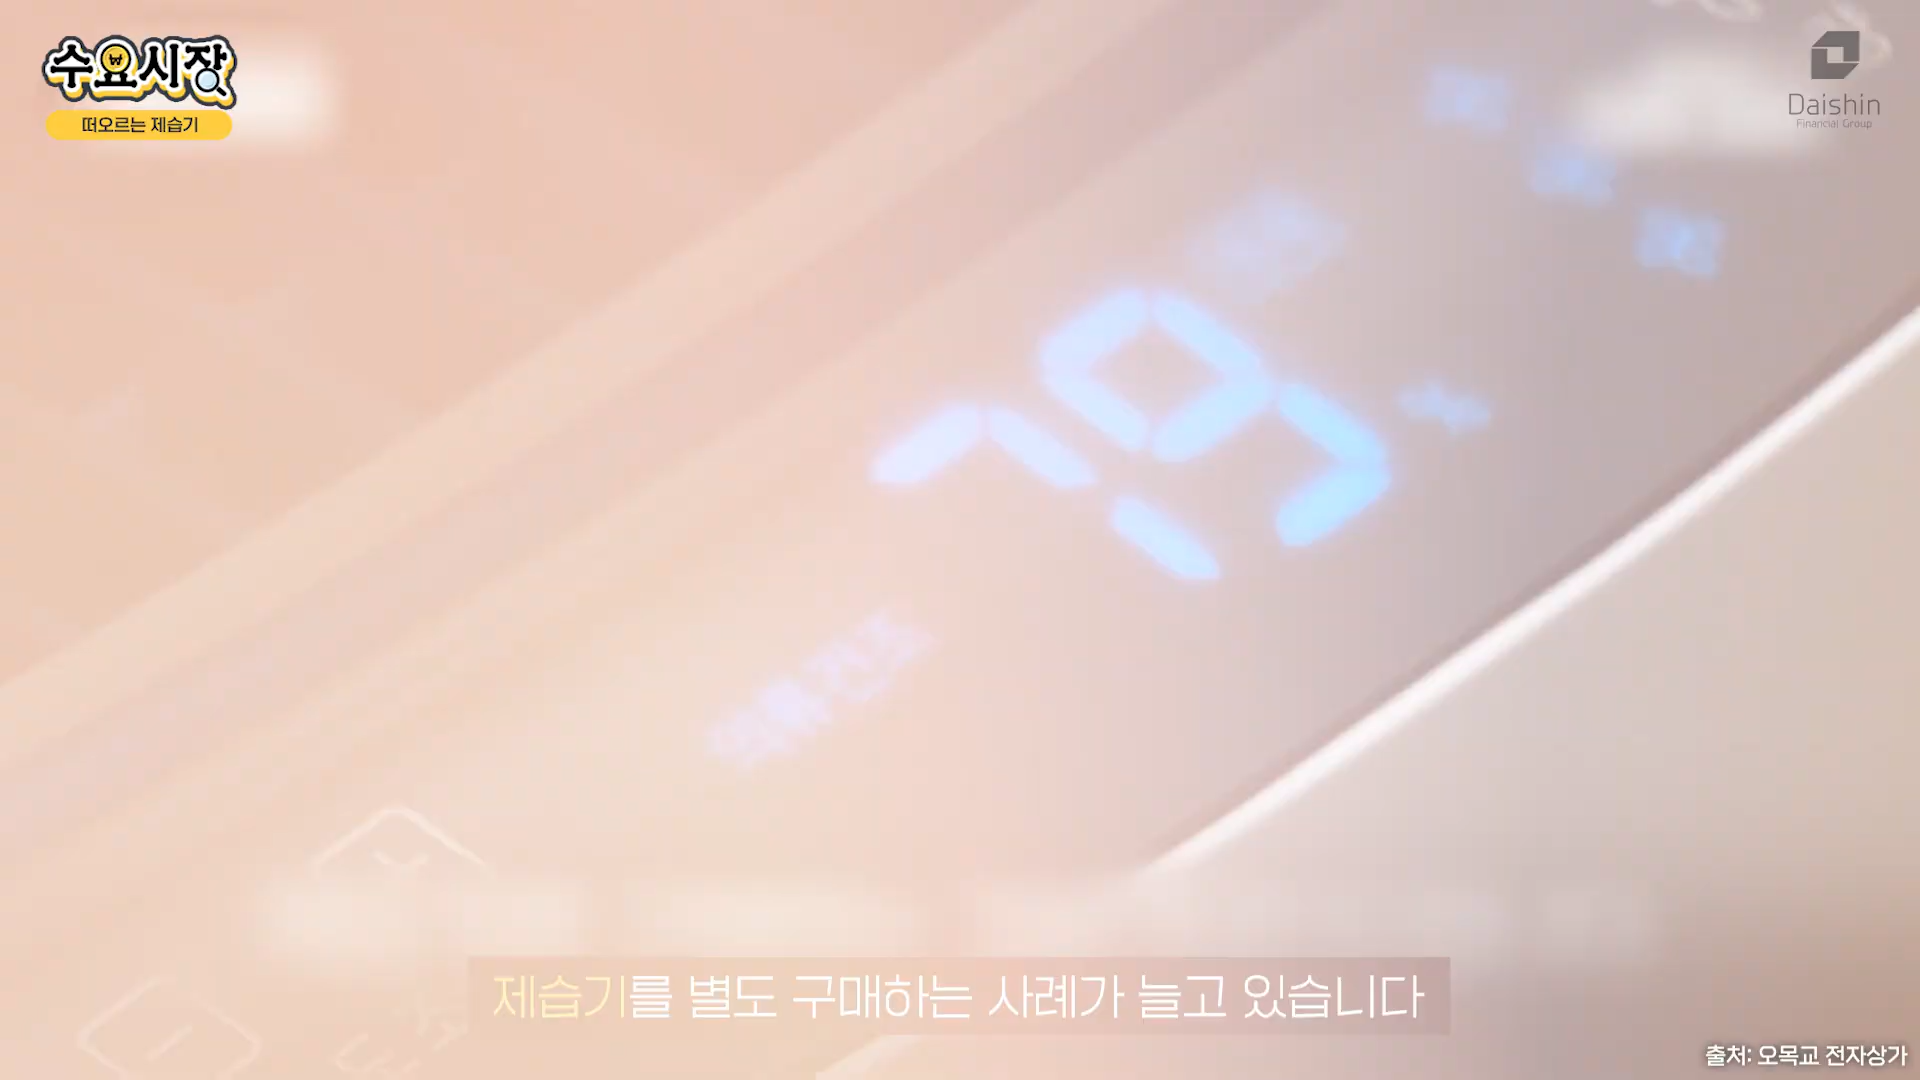 수요시장
떠오르는 제습기
Daishin
Financial Group
79
제습기를 별도 구매하는 사례가 늘고 있습니다
출처: 오목교 전자상가